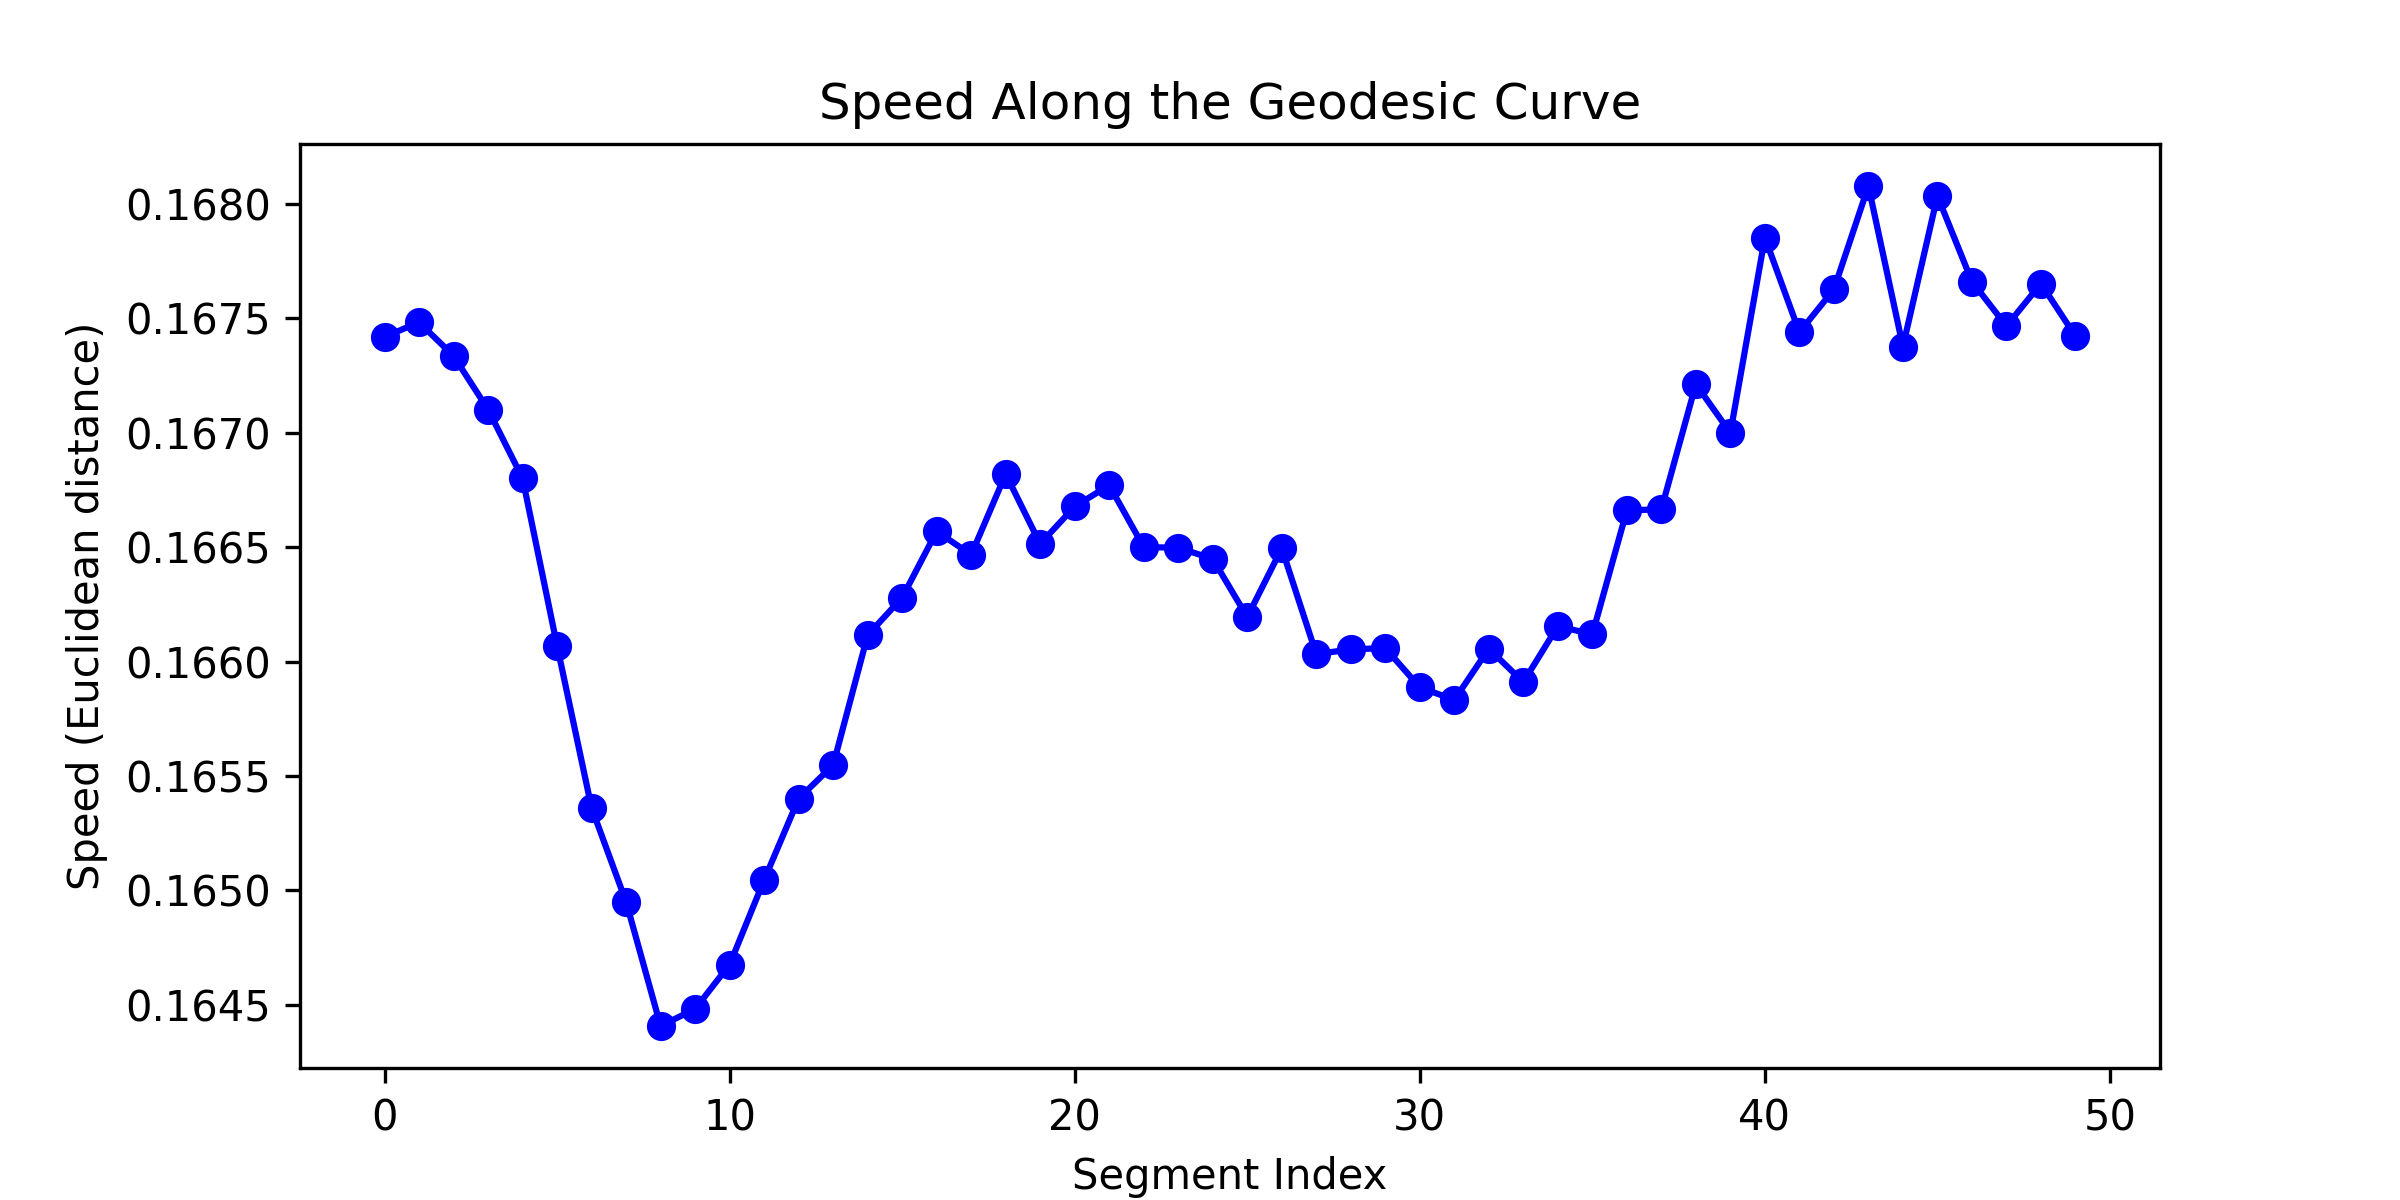 Speed Along the Geodesic Curve
Speed (Euclidean distance)
0.1680
0.1675
0.1670
0.1665
0.1660
0.1655
0.1650
0.1645
0 10 20 30 40 50
Segment Index